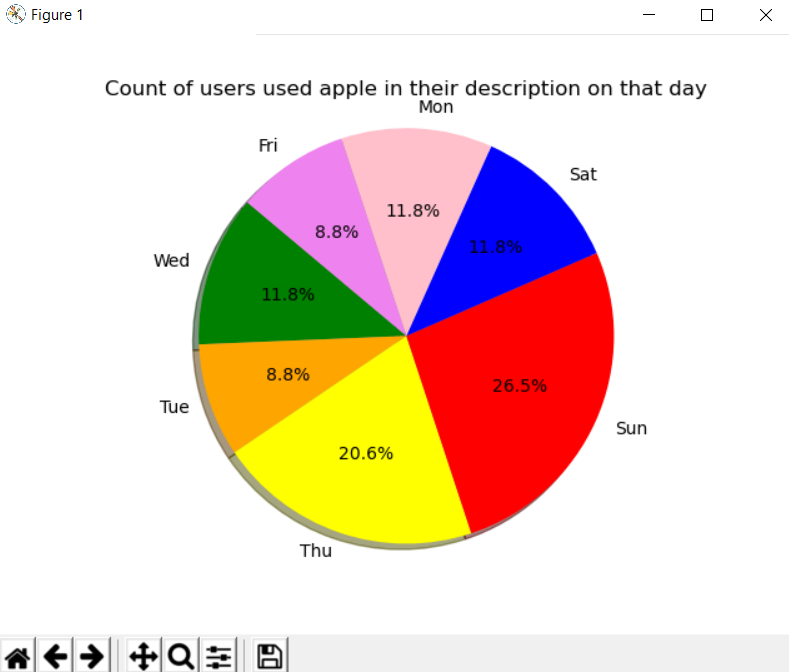 Figure 1
Count of users used apple in their description on that day
Mon
Fri
Sat
11.8%
8.8%
11.8%
Wed
11.8%
8.8%
26.5%
Tue
Sun
20.6%
Thu